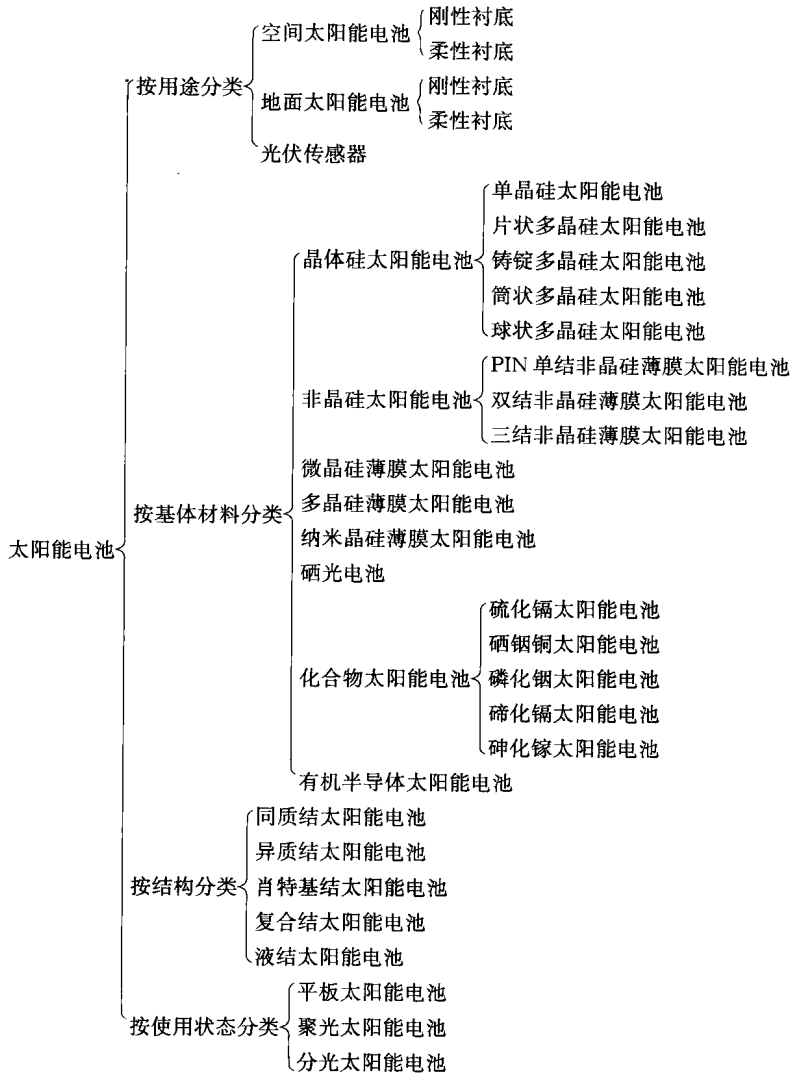 刚性衬底
空间太阳能电池
柔性衬底
按用途分类
刚性衬底
地面太阳能电池
柔性衬底
光伏传感器
单晶硅太阳能电池
片状多晶硅太阳能电池
晶体硅太阳能电池
铸锭多晶硅太阳能电池
筒状多晶硅太阳能电池
球状多晶硅太阳能电池
PIN 单结非晶硅薄膜太阳能电池
非晶硅太阳能电池
双结非晶硅薄膜太阳能电池
三结非晶硅薄膜太阳能电池
微晶硅薄膜太阳能电池
多晶硅薄膜太阳能电池
按基体材料分类
纳米晶硅薄膜太阳能电池
太阳能电池
硒光电池
硫化镉太阳能电池
硒铟铜太阳能电池
化合物太阳能电池
磷化铟太阳能电池
碲化镉太阳能电池
砷化镓太阳能电池
有机半导体太阳能电池
同质结太阳能电池
异质结太阳能电池
按结构分类
肖特基结太阳能电池
复合结太阳能电池
液结太阳能电池
平板太阳能电池
按使用状态分类
聚光太阳能电池
分光太阳能电池